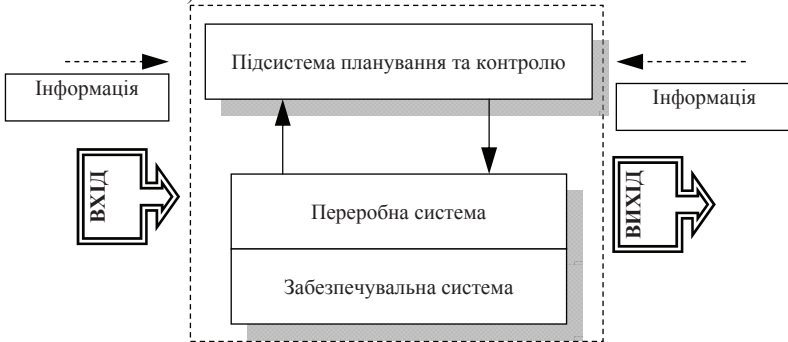 Підсистема планування та контролю
Інформація
Інформація
ВХІД
ВИХІД
Переробна система
Забезпечувальна система